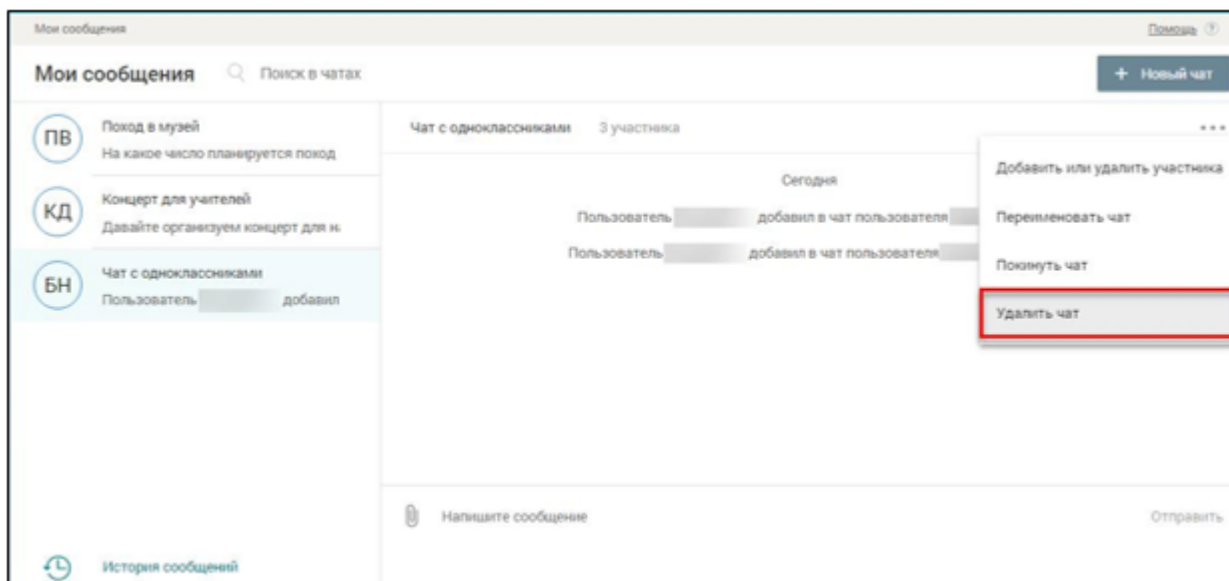 Мои сообщения
Помощь ?
Мои сообщения
Поиск в чатах
+ Новый чат
ПВ
Поход в музей
На какое число планируется поход
КД
Концерт для учителей
Давайте организуем концерт для н
БН
Чат с одноклассниками
Пользователь добавил
История сообщений
Чат с одноклассниками 3 участника
Сегодня
Пользователь добавил в чат пользователя
Пользователь добавил в чат пользователя
Добавить или удалить участника
Переименовать чат
Покинуть чат
Удалить чат
Напишите сообщение
Отправить